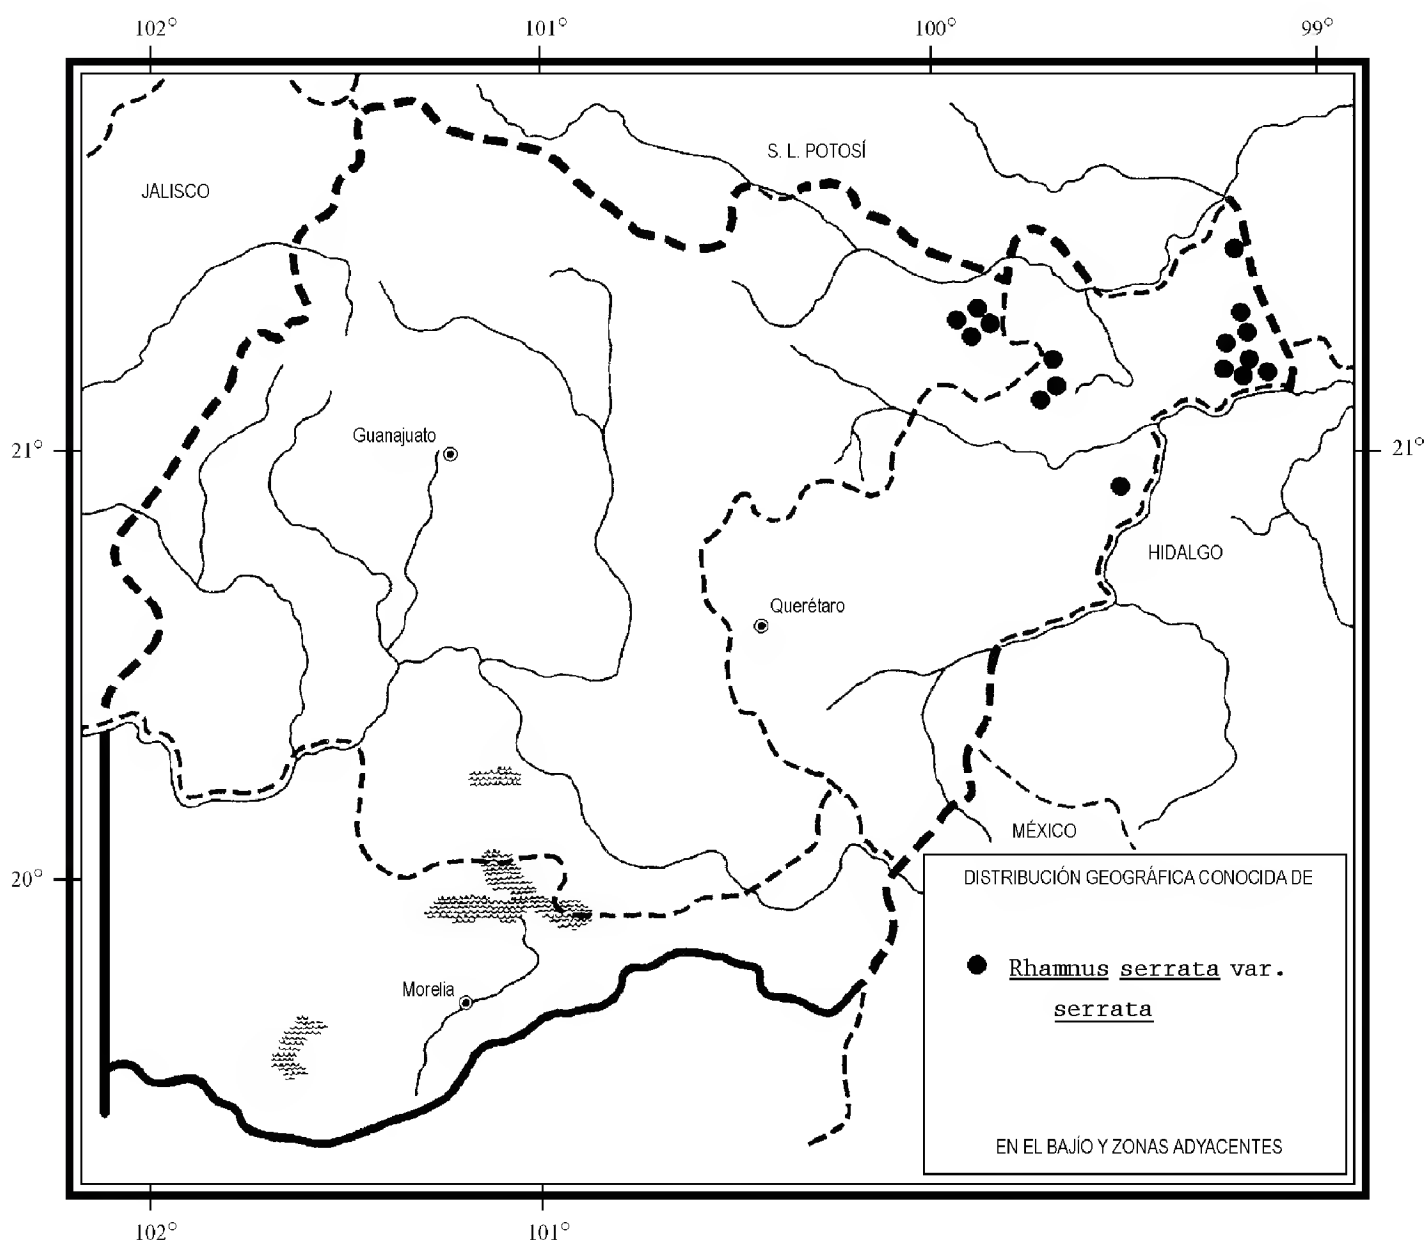 102° 101° 100° 99°
S. L. POTOSÍ
JALISCO
Guanajuato
21° 21°
HIDALGO
Querétaro
MÉXICO
20°
DISTRIBUCIÓN GEOGRÁFICA CONOCIDA DE
Rhamnus serrata var.
serrata
Morelia
EN EL BAJÍO Y ZONAS ADYACENTES
102° 101°